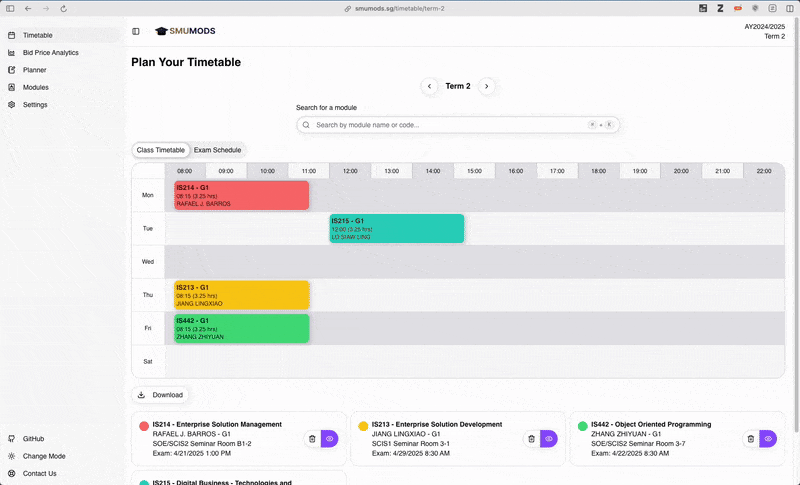 smumods.sg/timetable/term-2
Timetable
Bid Price Analytics
Planner
Modules
Settings
GitHub
Change Mode
Contact Us
SMUMODS
AY2024/2025
Term 2
Plan Your Timetable
Term 2
Search for a module
Search by module name or code...
⌘ + K
Class Timetable Exam Schedule
08:00 09:00 10:00 11:00 12:00 13:00 14:00 15:00 16:00 17:00 18:00 19:00 20:00 21:00 22:00
Mon
IS214 - G1
08:15 (3.25 hrs)
RAFAEL J. BARROS
Tue
IS215 - G1
12:00 (3.25 hrs)
LO SIAW LING
Wed
Thu
IS213 - G1
08:15 (3.25 hrs)
JIANG LINGXIAO
Fri
IS442 - G1
08:15 (3.25 hrs)
ZHANG ZHIYUAN
Sat
Download
IS214 - Enterprise Solution Management
RAFAEL J. BARROS - G1
SOE/SCIS2 Seminar Room B1-2
Exam: 4/21/2025 1:00 PM
IS213 - Enterprise Solution Development
JIANG LINGXIAO - G1
SCIS1 Seminar Room 3-1
Exam: 4/29/2025 8:30 AM
IS442 - Object Oriented Programming
ZHANG ZHIYUAN - G1
SOE/SCIS2 Seminar Room 3-7
Exam: 4/22/2025 8:30 AM
IS215 - Digital Business - Technologies and